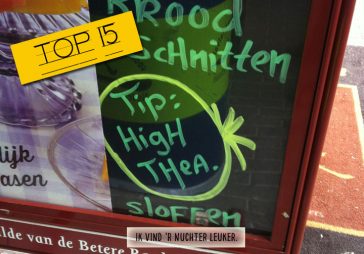 TOP 15
BROOD
SCHNITTEN
TIP:
HIGH
THEA.
SLOFFEN
IK VIND 'R NUCHTER LEUKER.
lijk
asen
lde van de Betere